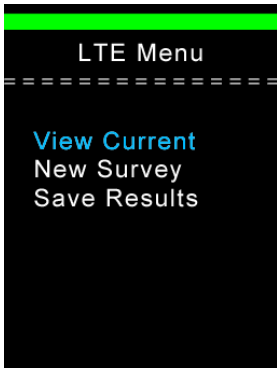 LTE Menu
================
View Current
New Survey
Save Results